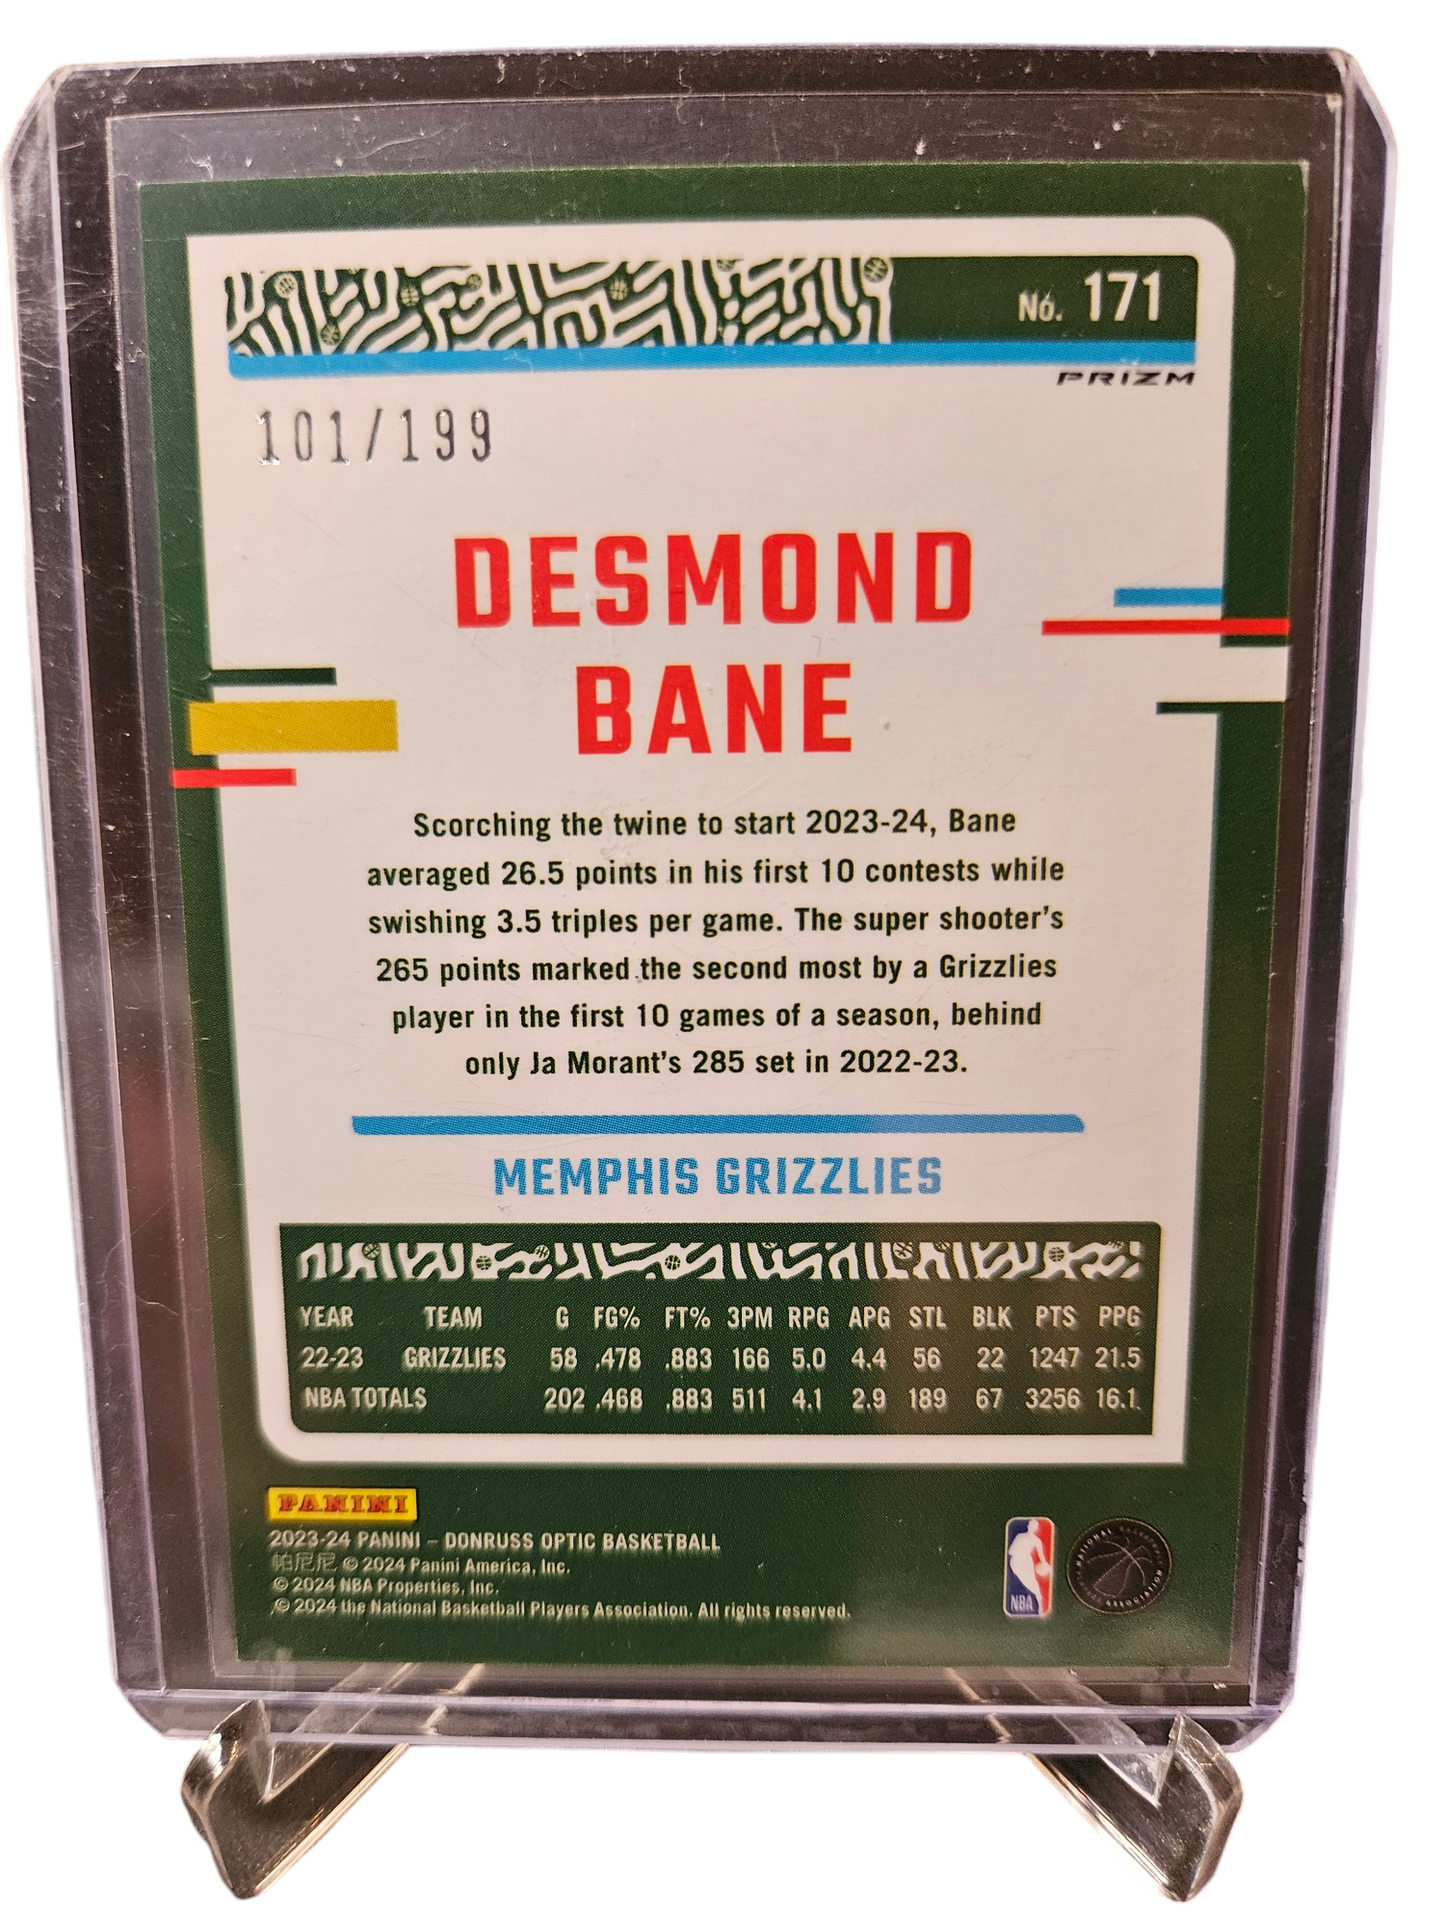 No. 171
PRIZM
101/199
DESMOND
BANE
Scorching the twine to start 2023-24, Bane
averaged 26.5 points in his first 10 contests while
swishing 3.5 triples per game. The super shooter's
265 points marked the second most by a Grizzlies
player in the first 10 games of a season, behind
only Ja Morant's 285 set in 2022-23.
MEMPHIS GRIZZLIES
YEAR TEAM G FG% FT% 3PM RPG APG STL BLK PTS PPG
22-23 GRIZZLIES 58 .478 .883 166 5.0 4.4 56 22 1247 21.5
NBA TOTALS 202 .468 .883 511 4.1 2.9 189 67 3256 16.1
PANINI
2023-24 PANINI – DONRUSS OPTIC BASKETBALL
帕尼尼 © 2024 Panini America, Inc.
© 2024 NBA Properties, Inc.
© 2024 the National Basketball Players Association. All rights reserved.
NBA
NATIONAL BASKETBALL PLAYERS ASSOCIATION